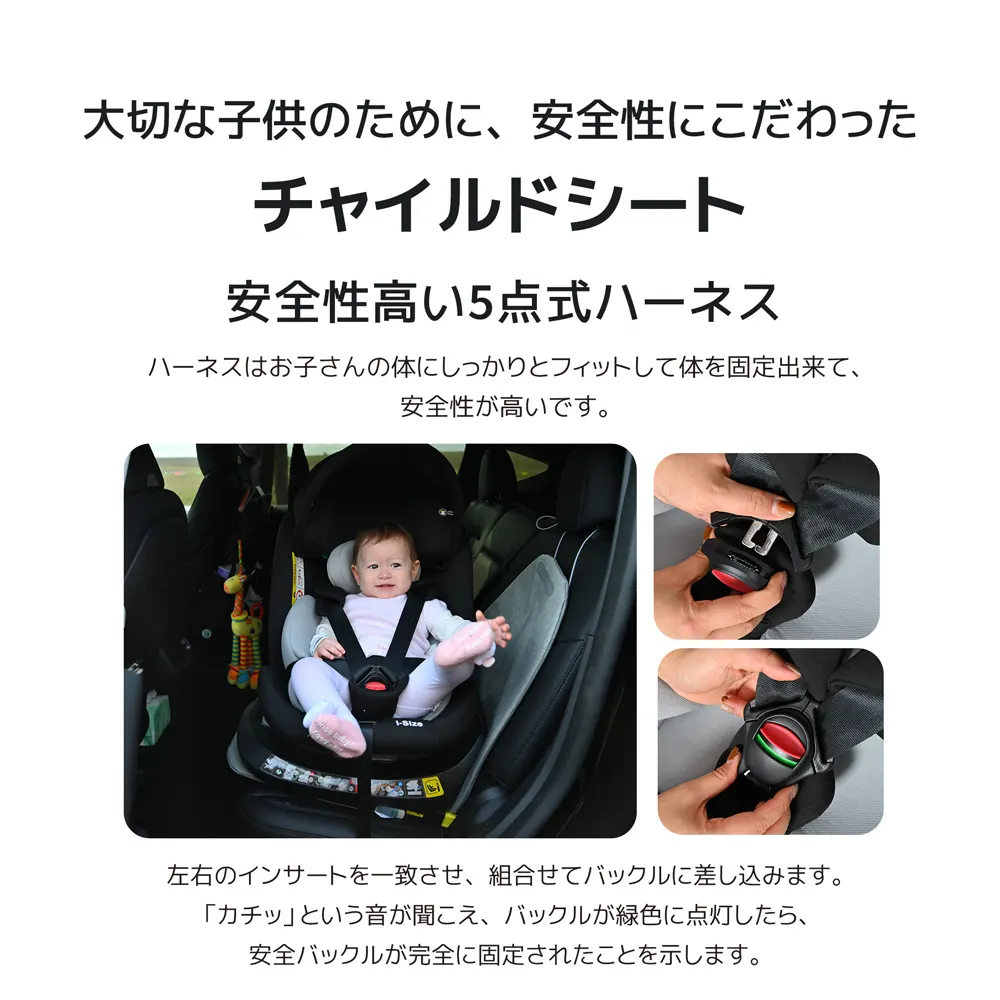 大切な子供のために、安全性にこだわった
チャイルドシート
安全性高い5点式ハーネス
ハーネスはお子さんの体にしっかりとフィットして体を固定出来て、
安全性が高いです。
i-Size
左右のインサートを一致させ、組合せてバックルに差し込みます。
「カチッ」という音が聞こえ、バックルが緑色に点灯したら、
安全バックルが完全に固定されたことを示します。